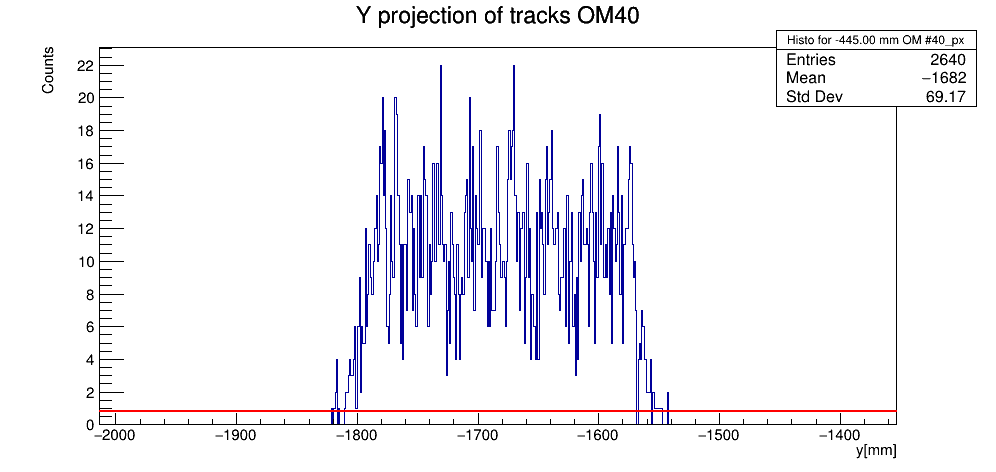 Y projection of tracks OM40
Histo for -445.00 mm OM #40_px
Entries 2640
Mean −1682
Std Dev 69.17
Counts
22
20
18
16
14
12
10
8
6
4
2
0
−2000 −1900 −1800 −1700 −1600 −1500 −1400
y[mm]